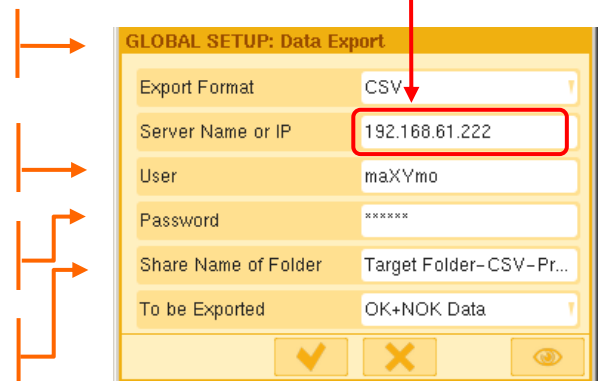 GLOBAL SETUP: Data Export
Export Format CSV
Server Name or IP 192.168.61.222
User maXYmo
Password ******
Share Name of Folder Target Folder-CSV-Pr...
To be Exported OK+NOK Data